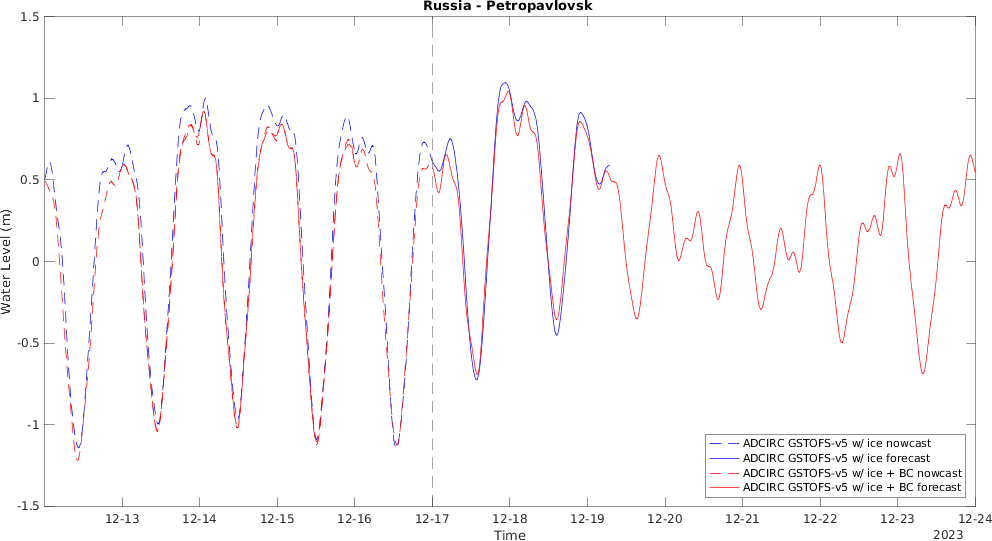 Russia - Petropavlovsk
1.5
1
0.5
0
-0.5
-1
-1.5
Water Level (m)
12-13 12-14 12-15 12-16 12-17 12-18 12-19 12-20 12-21 12-22 12-23 12-24
Time
2023
ADCIRC GSTOFS-v5 w/ ice nowcast
ADCIRC GSTOFS-v5 w/ ice forecast
ADCIRC GSTOFS-v5 w/ ice + BC nowcast
ADCIRC GSTOFS-v5 w/ ice + BC forecast